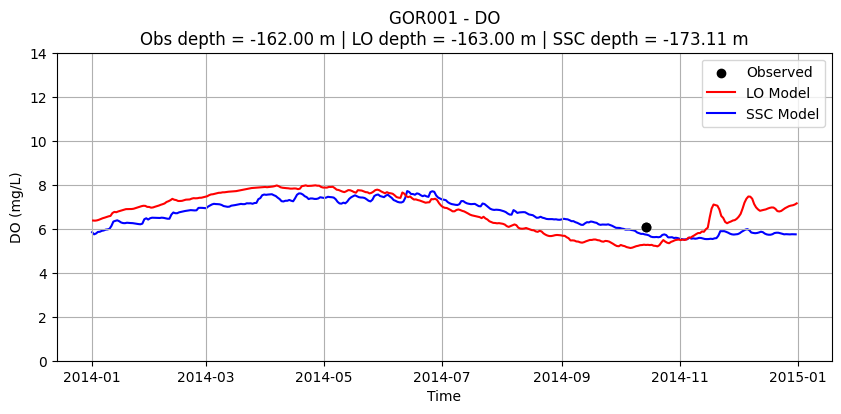 GOR001 - DO
Obs depth = -162.00 m | LO depth = -163.00 m | SSC depth = -173.11 m
14
12
10
8
6
4
2
0
DO (mg/L)
Observed
LO Model
SSC Model
2014-01
2014-03
2014-05
2014-07
2014-09
2014-11
2015-01
Time